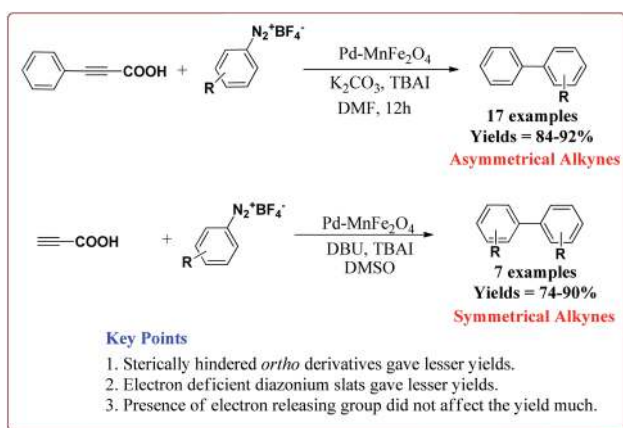 N₂⁺BF₄⁻
COOH + R
Pd-MnFe₂O₄
K₂CO₃, TBAI
DMF, 12h
R
17 examples
Yields = 84-92%
Asymmetrical Alkynes
N₂⁺BF₄⁻
COOH + R
Pd-MnFe₂O₄
DBU, TBAI
DMSO
R R
7 examples
Yields = 74-90%
Symmetrical Alkynes
Key Points
1. Sterically hindered ortho derivatives gave lesser yields.
2. Electron deficient diazonium slats gave lesser yields.
3. Presence of electron releasing group did not affect the yield much.